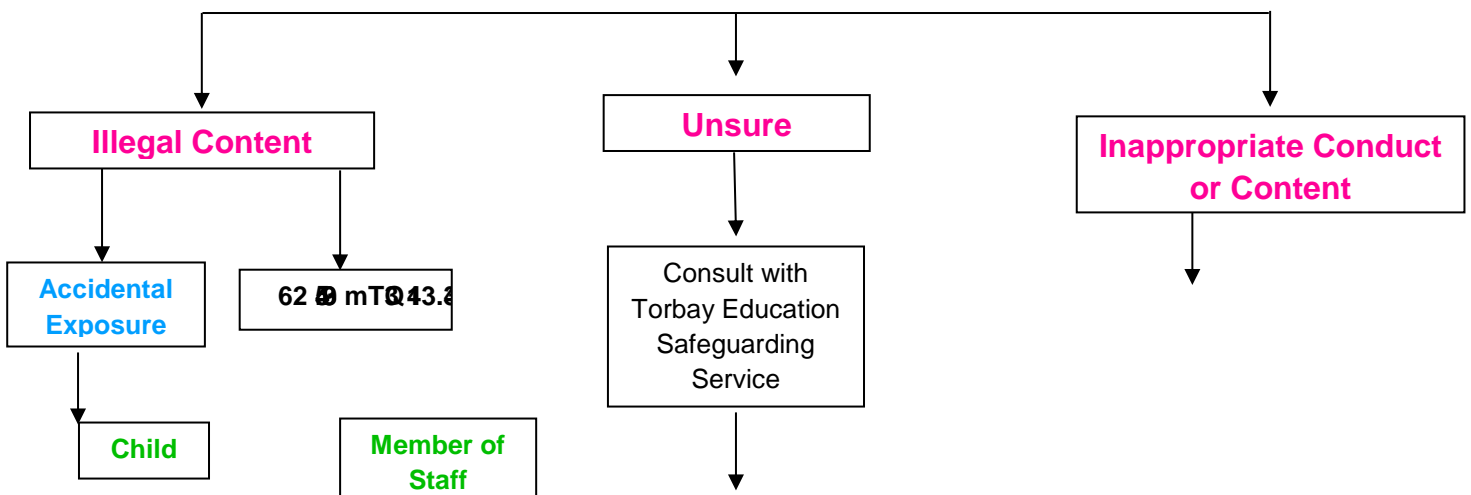 Illegal Content
Unsure
Inappropriate Conduct
or Content
Accidental
Exposure
62
Consult with
Torbay Education
Safeguarding
Service
Child
Member of
Staff